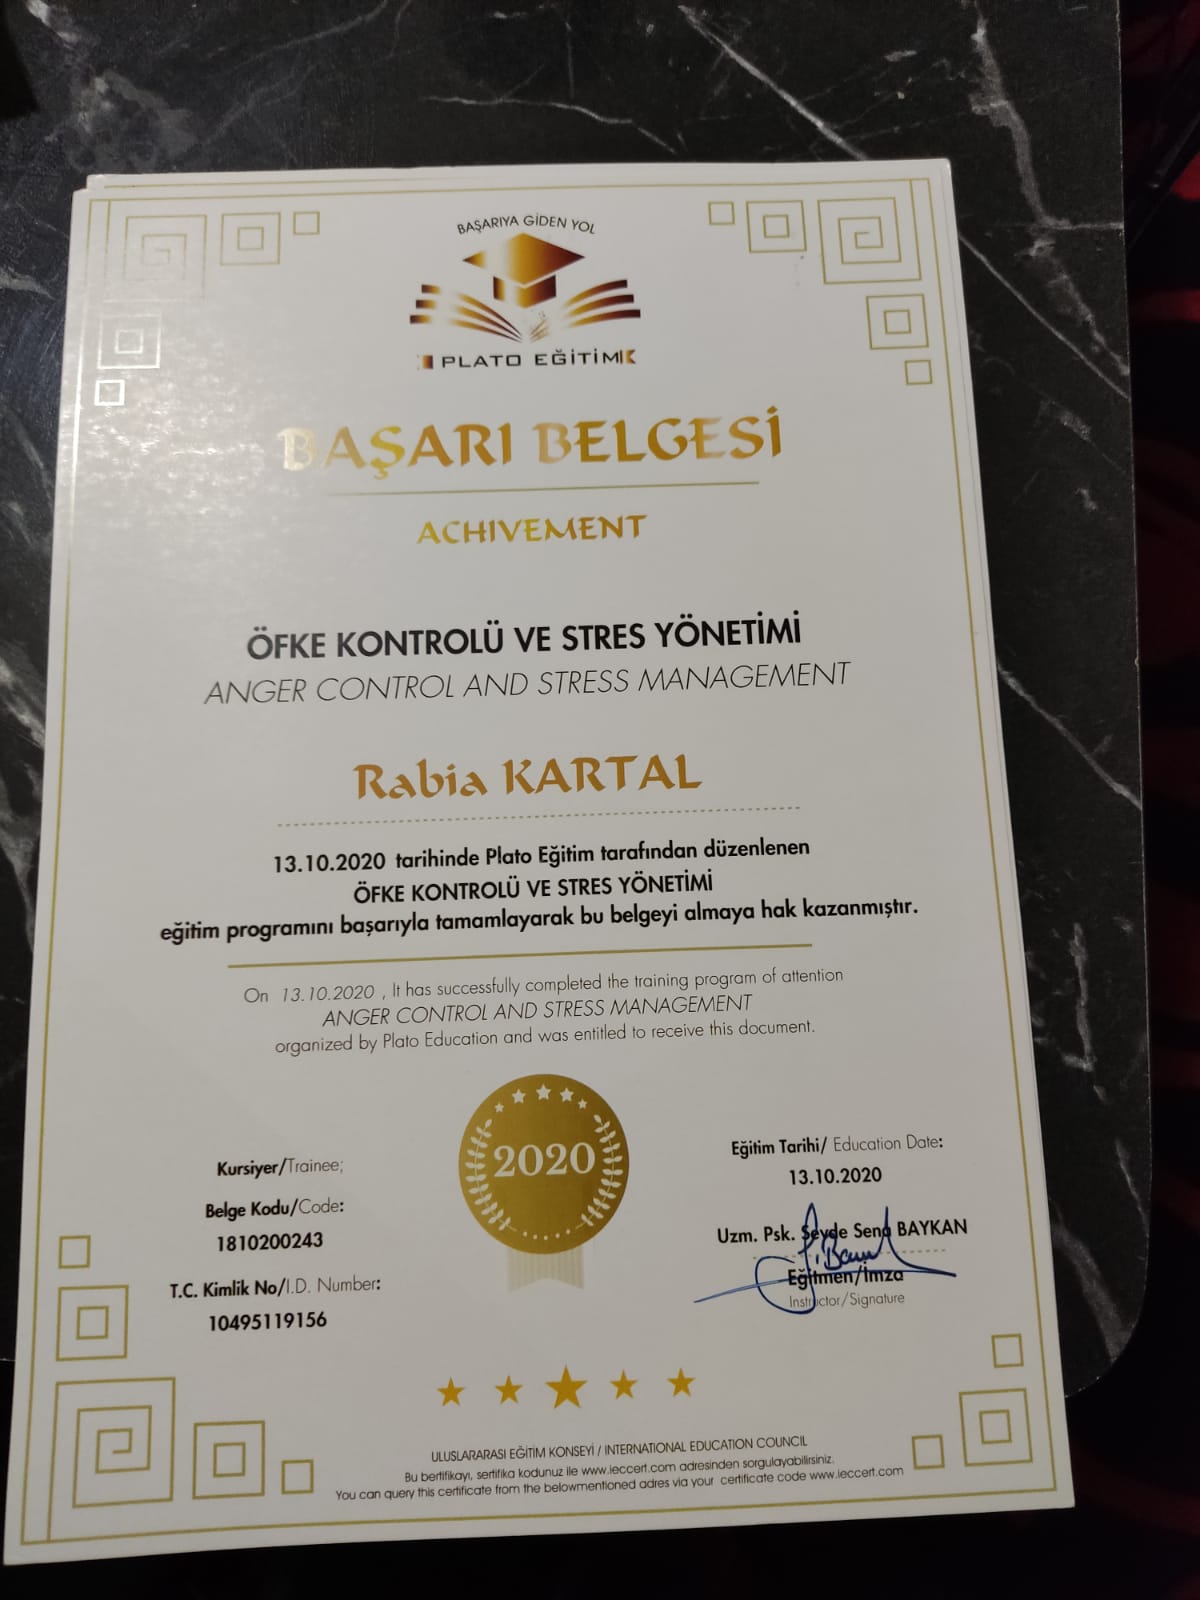 BAŞARIYA GİDEN YOL
PLATO EĞİTİM
BAŞARI BELGESİ
ACHIVEMENT
ÖFKE KONTROLÜ VE STRES YÖNETİMİ
ANGER CONTROL AND STRESS MANAGEMENT
Rabia KARTAL
13.10.2020 tarihinde Plato Eğitim tarafından düzenlenen
ÖFKE KONTROLÜ VE STRES YÖNETİMİ
eğitim programını başarıyla tamamlayarak bu belgeyi almaya hak kazanmıştır.
On 13.10.2020 , It has successfully completed the training program of attention
ANGER CONTROL AND STRESS MANAGEMENT
organized by Plato Education and was entitled to receive this document.
2020
Kursiyer/Trainee;
Belge Kodu/Code:
1810200243
T.C. Kimlik No/I.D. Number:
10495119156
Eğitim Tarihi/ Education Date:
13.10.2020
Uzm. Psk. Şevde Sena BAYKAN
Eğitmen/İmza
Instructor/Signature
ULUSLARARASI EĞİTİM KONSEYİ / INTERNATIONAL EDUCATION COUNCIL
Bu bertifikayı, sertifika kodunuz ile www.ieccert.com adresinden sorgulayabilirsiniz.
You can query this certificate from the belowmentioned adres via your certificate code www.ieccert.com